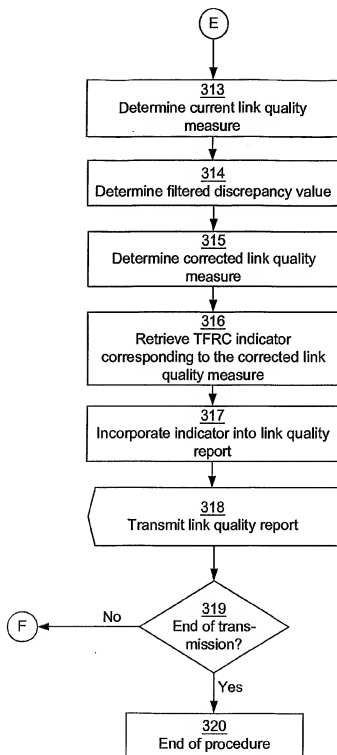 E
313
Determine current link quality
measure
314
Determine filtered discrepancy value
315
Determine corrected link quality
measure
316
Retrieve TFRC indicator
corresponding to the corrected link
quality measure
317
Incorporate indicator into link quality
report
318
Transmit link quality report
319
End of trans-
mission?
No
F
Yes
320
End of procedure